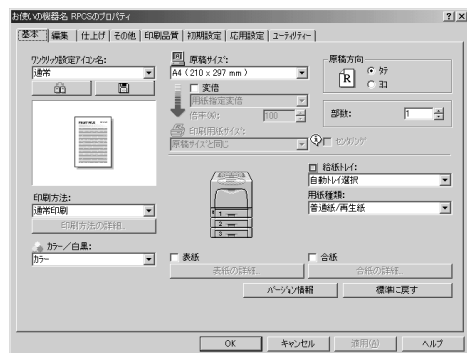 お使いの機器名 RPCSのプロパティ
基本 編集 仕上げ その他 印刷品質 初期設定 応用設定 ユーティリティー
ワンクリック設定アイコン名:
通常
原稿サイズ:
A4 (210 x 297 mm)
変倍
用紙指定変倍
倍率(%): 100
印刷用紙サイズ:
原稿サイズと同じ
原稿方向
R
タテ
ヨコ
部数: 1
センタリング
印刷方法:
通常印刷
印刷方法の詳細...
カラー/白黒:
カラー
1
2
3
給紙トレイ:
自動トレイ選択
用紙種類:
普通紙/再生紙
表紙
表紙の詳細...
合紙
合紙の詳細...
バージョン情報
標準に戻す
OK
キャンセル
適用(A)
ヘルプ